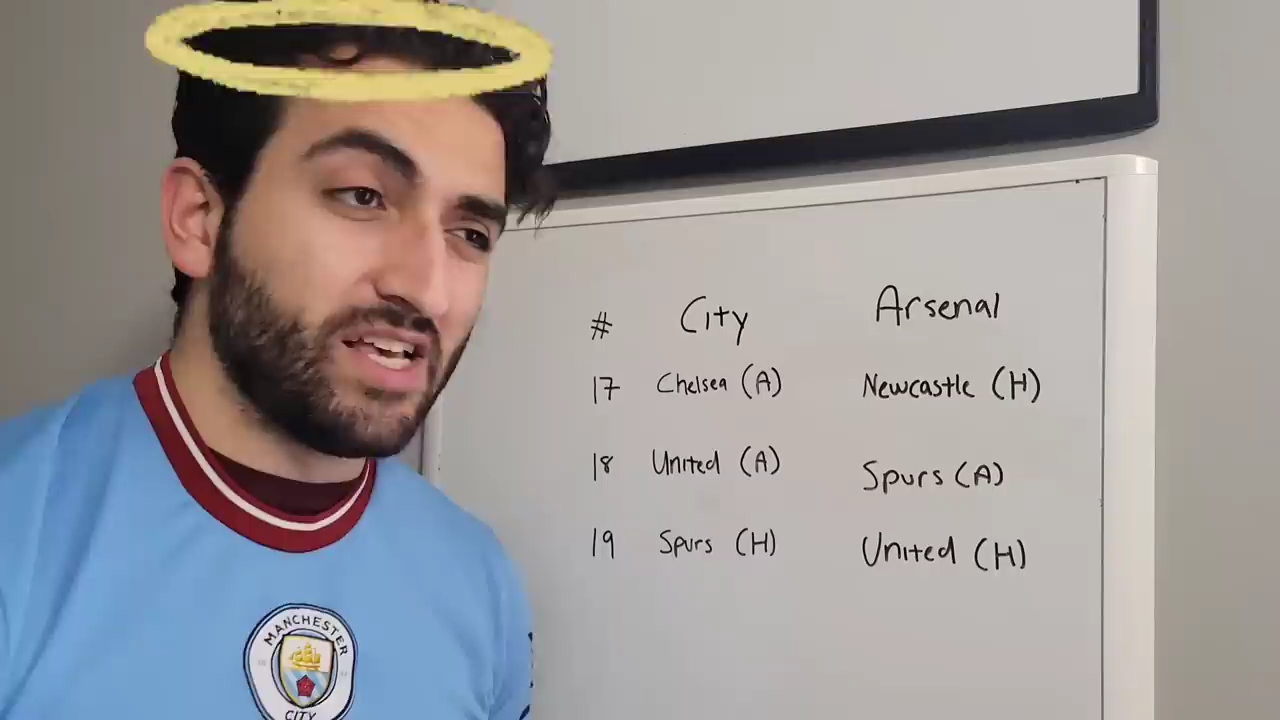 # City Arsenal
17 Chelsea (A) Newcastle (H)
18 United (A) Spurs (A)
19 Spurs (H) United (H)
MANCHESTER
CITY